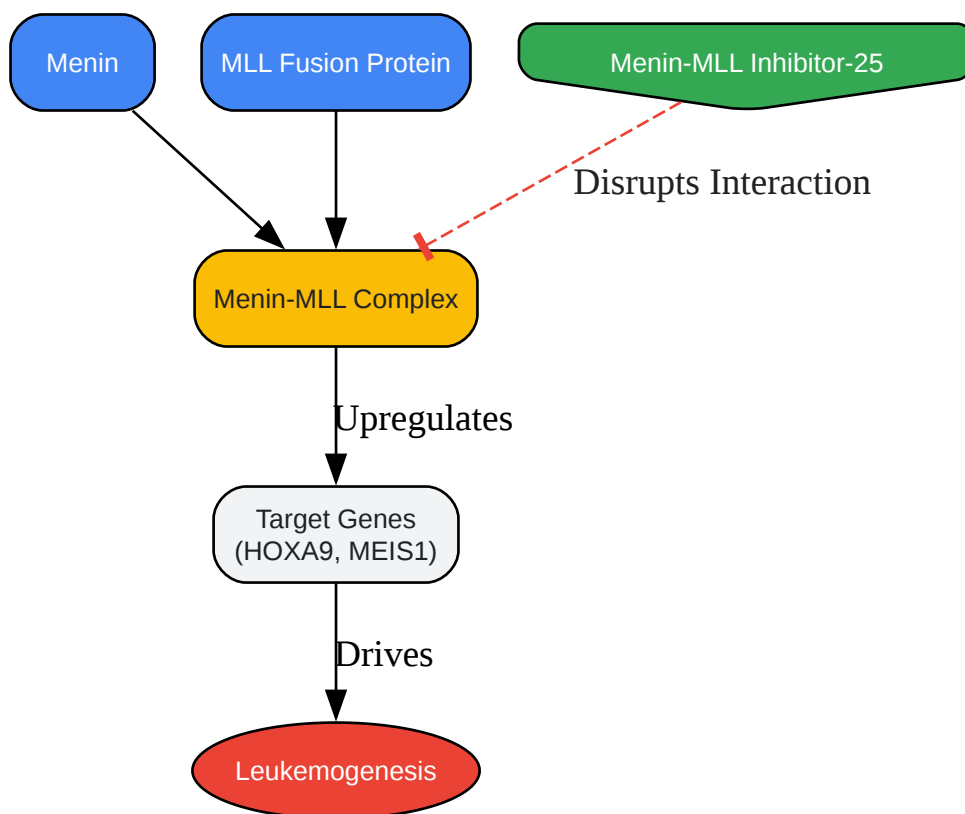 Menin
MLL Fusion Protein
Menin-MLL Inhibitor-25
Disrupts Interaction
Menin-MLL Complex
Upregulates
Target Genes
(HOXA9, MEIS1)
Drives
Leukemogenesis